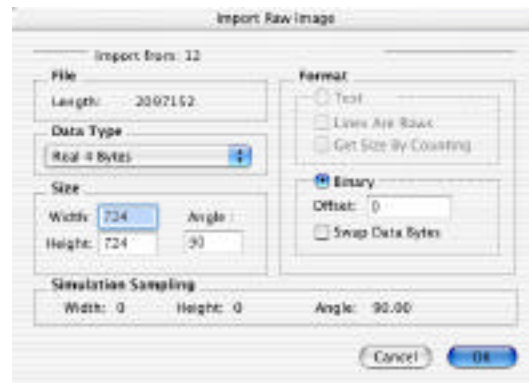 Import Raw Image
Import from: 12
File
Length: 2097152
Data Type
Real 4 Bytes
Size
Width: 724
Angle:
Height: 724
90
Format
Text
Lines Are Rows
Get Size By Counting
Binary
Offset: 0
Swap Data Bytes
Simulation Sampling
Width: 0 Height: 0 Angle: 90.00
Cancel
OK